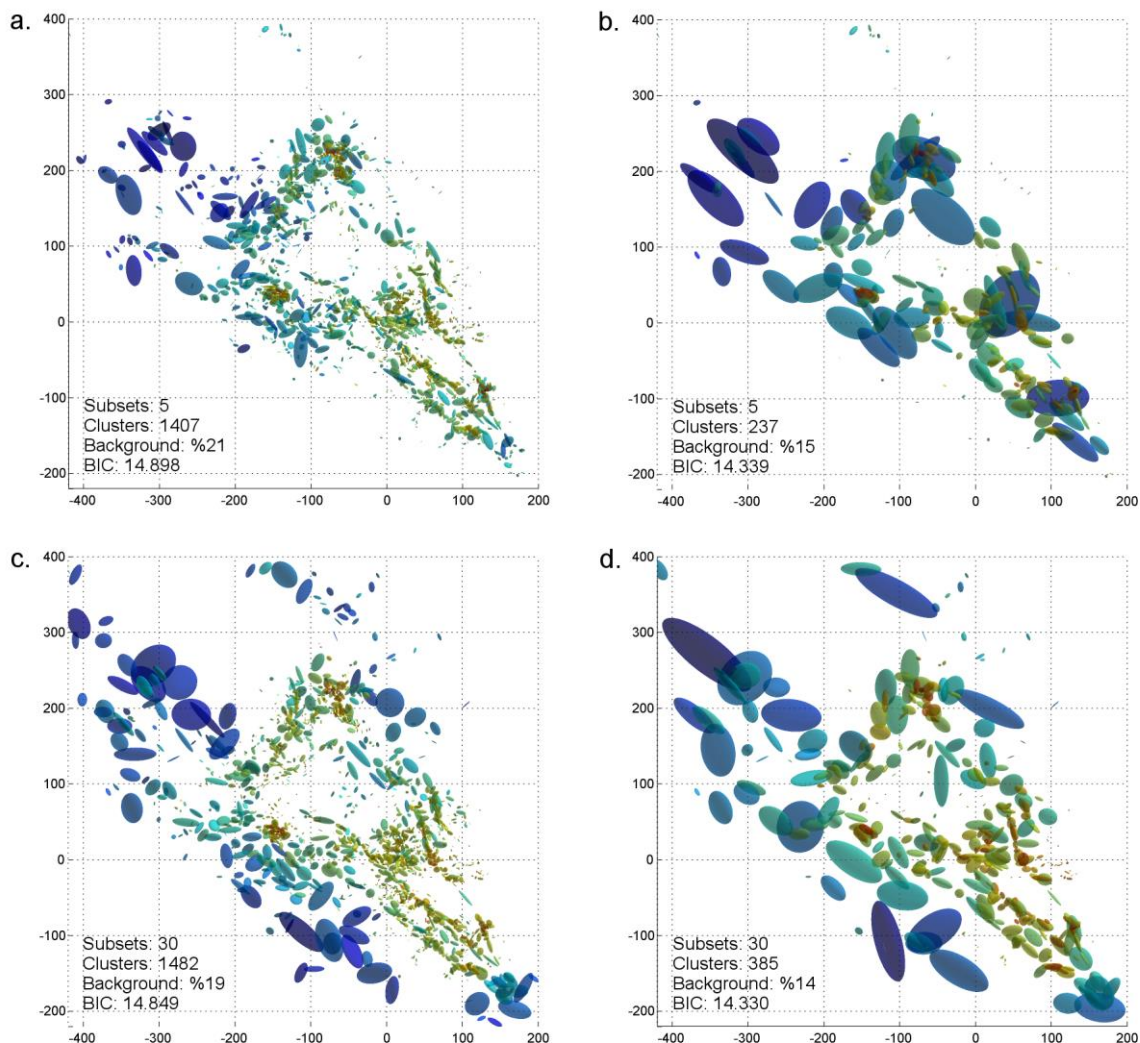 a.
400
300
200
100
0
-100
-200
Subsets: 5
Clusters: 1407
Background: %21
BIC: 14.898
-400 -300 -200 -100 0 100 200
b.
400
300
200
100
0
-100
-200
Subsets: 5
Clusters: 237
Background: %15
BIC: 14.339
-400 -300 -200 -100 0 100 200
c.
400
300
200
100
0
-100
-200
Subsets: 30
Clusters: 1482
Background: %19
BIC: 14.849
-400 -300 -200 -100 0 100 200
d.
400
300
200
100
0
-100
-200
Subsets: 30
Clusters: 385
Background: %14
BIC: 14.330
-400 -300 -200 -100 0 100 200